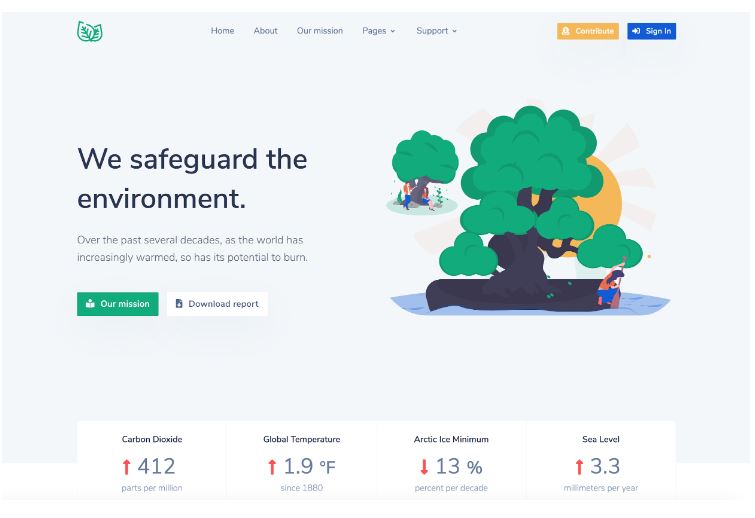 Home About Our mission Pages Support Contribute Sign In
We safeguard the
environment.
Over the past several decades, as the world has
increasingly warmed, so has its potential to burn.
Our mission Download report
Carbon Dioxide Global Temperature Arctic Ice Minimum Sea Level
412 1.9 °F 13 % 3.3
parts per million since 1880 percent per decade millimeters per year